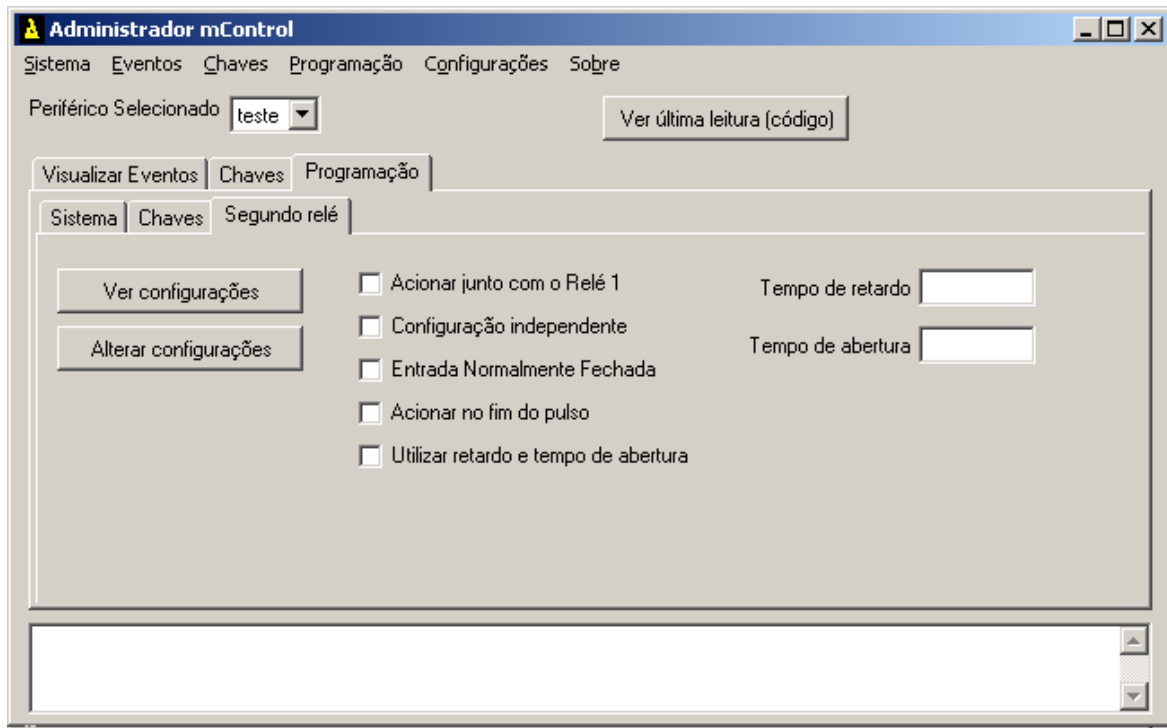 Administrador mControl
Sistema Eventos Chaves Programação Configurações Sobre
Periférico Selecionado teste Ver última leitura (código)
Visualizar Eventos Chaves Programação
Sistema Chaves Segundo relé
Ver configurações
Alterar configurações
Acionar junto com o Relé 1
Configuração independente
Entrada Normalmente Fechada
Acionar no fim do pulso
Utilizar retardo e tempo de abertura
Tempo de retardo
Tempo de abertura